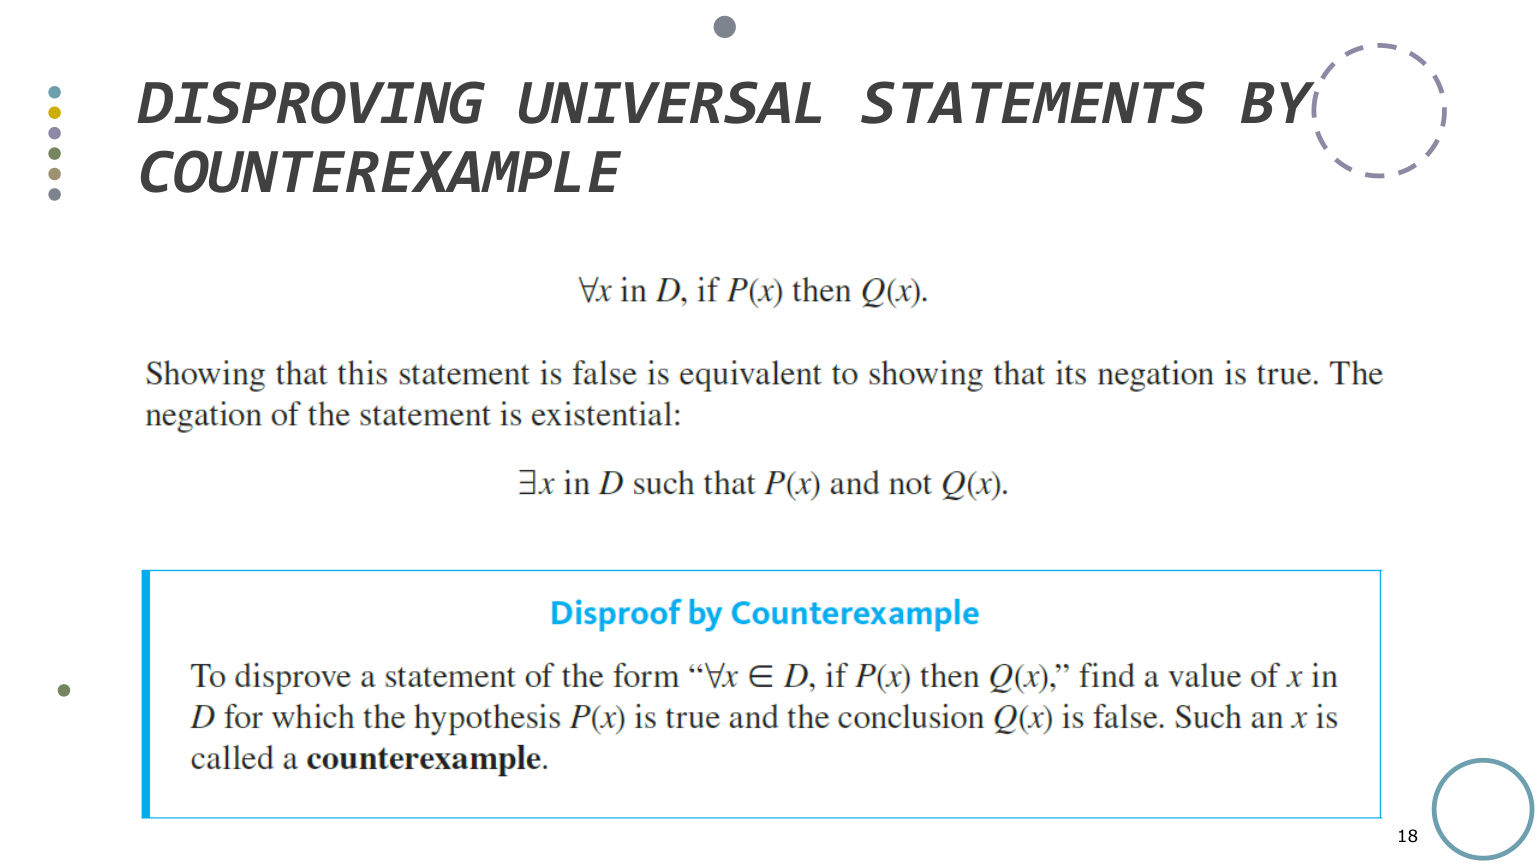 DISPROVING UNIVERSAL STATEMENTS BY
COUNTEREXAMPLE
∀x in D, if P(x) then Q(x).
Showing that this statement is false is equivalent to showing that its negation is true. The
negation of the statement is existential:
∃x in D such that P(x) and not Q(x).
Disproof by Counterexample
To disprove a statement of the form “∀x ∈ D, if P(x) then Q(x),” find a value of x in
D for which the hypothesis P(x) is true and the conclusion Q(x) is false. Such an x is
called a counterexample.
18